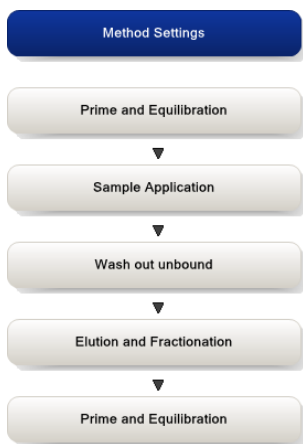 Method Settings
Prime and Equilibration
Sample Application
Wash out unbound
Elution and Fractionation
Prime and Equilibration